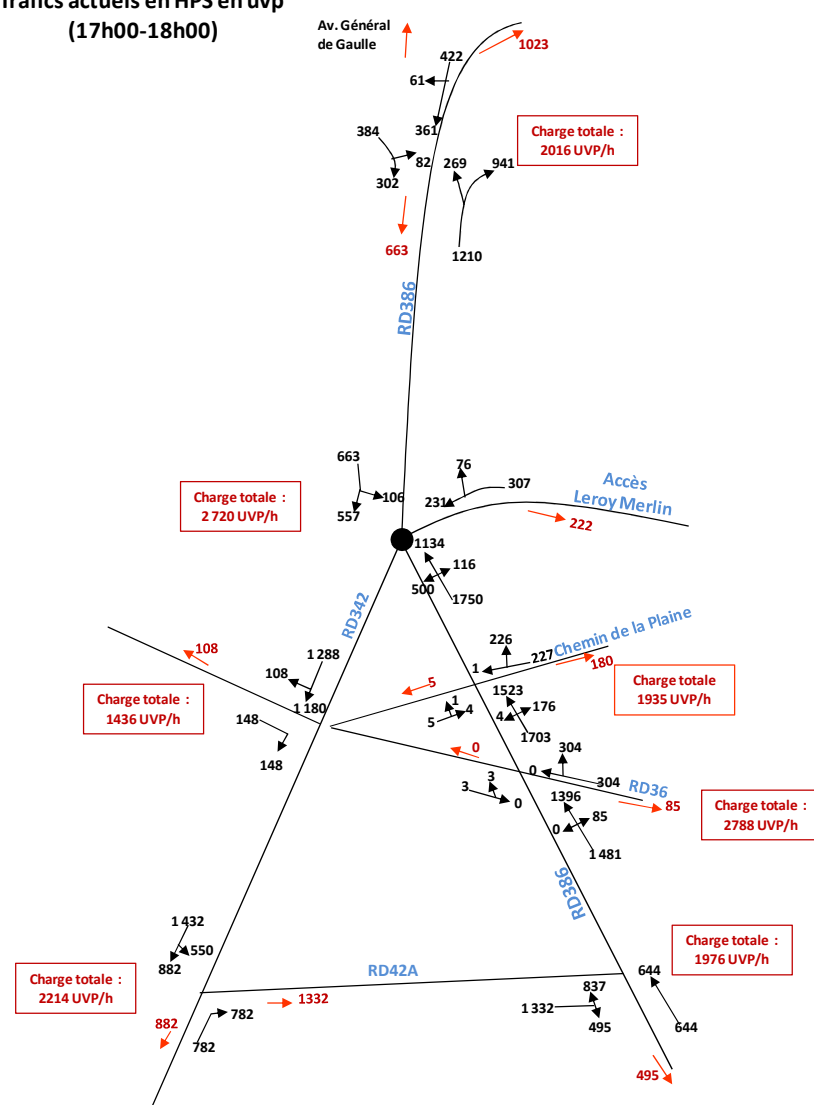 francs actuels en HPS en uvp
(17h00-18h00)
Av. Général
de Gaulle
1023
422
61
384
361
Charge totale :
2016 UVP/h
82
269
941
302
663
1210
RD386
663
76
307
Accès
Leroy Merlin
Charge totale :
2 720 UVP/h
106
231
557
222
1134
116
500
1750
RD342
Chemin de la Plaine
226
227
108
1 288
1
180
108
5
Charge totale
1935 UVP/h
Charge totale :
1436 UVP/h
1523
1
176
1 180
4
4
148
5
1703
0
304
148
3
0
304
RD36
3
0
1396
85
Charge totale :
2788 UVP/h
85
0
1 481
RD386
1 432
550
Charge totale :
1976 UVP/h
882
RD42A
644
Charge totale :
2214 UVP/h
837
1332
782
1 332
882
495
644
782
495